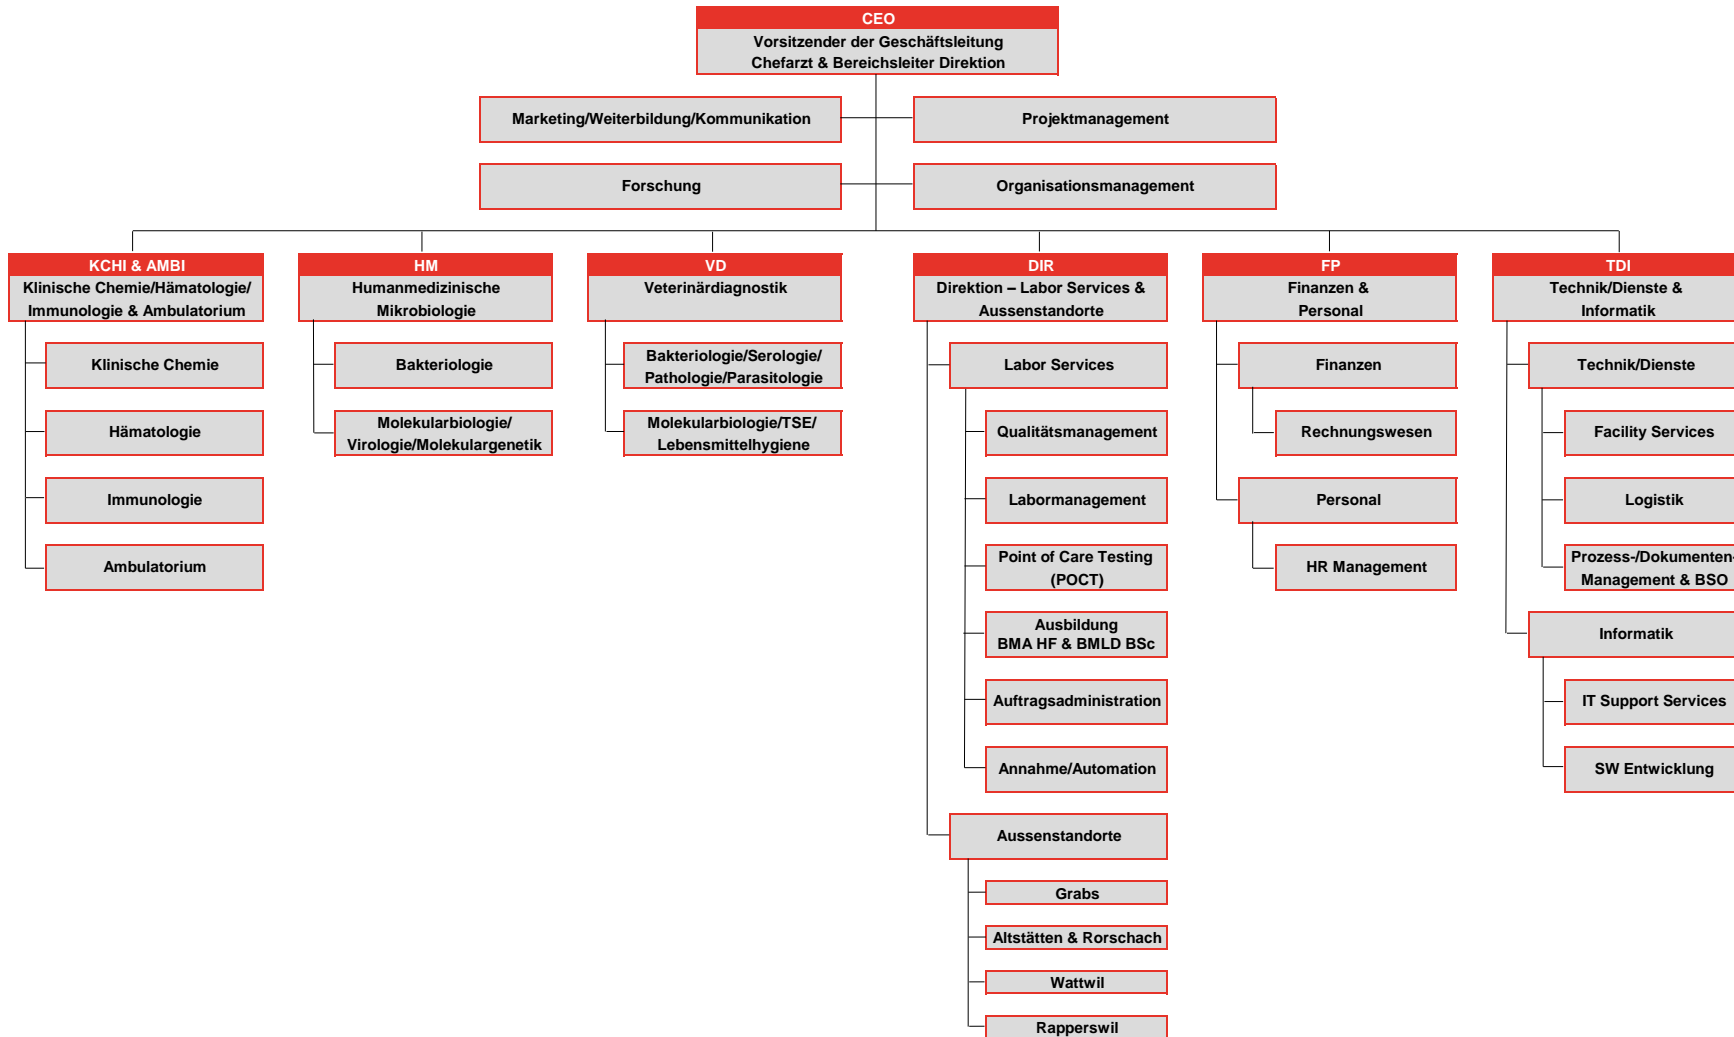 CEO
Vorsitzender der Geschäftsleitung
Chefarzt & Bereichsleiter Direktion
Marketing/Weiterbildung/Kommunikation
Projektmanagement
Forschung
Organisationsmanagement
KCHI & AMBI
Klinische Chemie/Hämatologie/
Immunologie & Ambulatorium
Klinische Chemie
Hämatologie
Immunologie
Ambulatorium
HM
Humanmedizinische
Mikrobiologie
Bakteriologie
Molekularbiologie/
Virologie/Molekulargenetik
VD
Veterinärdiagnostik
Bakteriologie/Serologie/
Pathologie/Parasitologie
Molekularbiologie/TSE/
Lebensmittelhygiene
DIR
Direktion – Labor Services &
Aussenstandorte
Labor Services
Qualitätsmanagement
Labormanagement
Point of Care Testing
(POCT)
Ausbildung
BMA HF & BMLD BSc
Auftragsadministration
Annahme/Automation
Aussenstandorte
Grabs
Altstätten & Rorschach
Wattwil
Rapperswil
FP
Finanzen &
Personal
Finanzen
Rechnungswesen
Personal
HR Management
TDI
Technik/Dienste &
Informatik
Technik/Dienste
Facility Services
Logistik
Prozess-/Dokumenten-
Management & BSO
Informatik
IT Support Services
SW Entwicklung